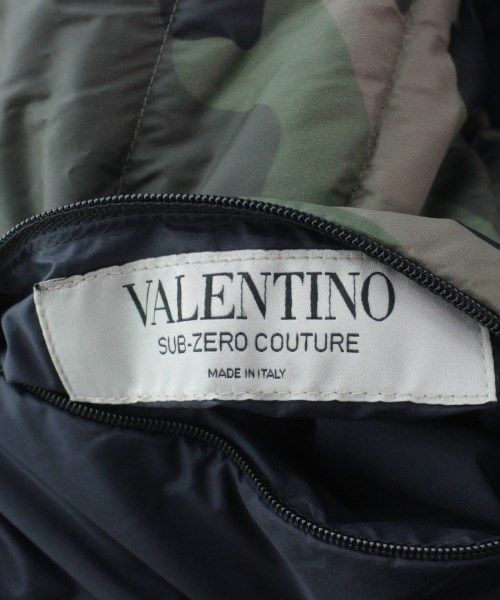 VALENTINO
SUB-ZERO COUTURE
MADE IN ITALY